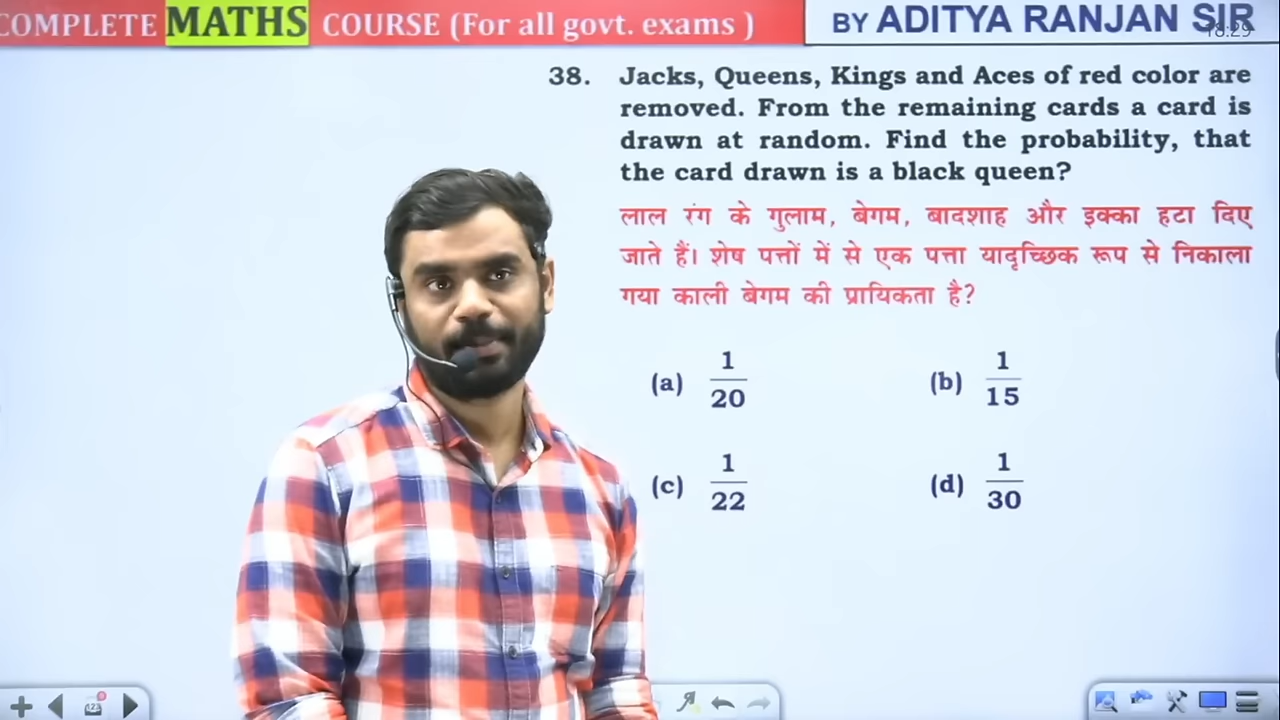 COMPLETE MATHS COURSE (For all govt. exams )
BY ADITYA RANJAN SIR
18:29
38. Jacks, Queens, Kings and Aces of red color are
removed. From the remaining cards a card is
drawn at random. Find the probability, that
the card drawn is a black queen?
लाल रंग के गुलाम, बेगम, बादशाह और इक्का हटा दिए
जाते हैं। शेष पत्तों में से एक पत्ता यादृच्छिक रूप से निकाला
गया काली बेगम की प्रायिकता है?
(a) 1/20 (b) 1/15
(c) 1/22 (d) 1/30